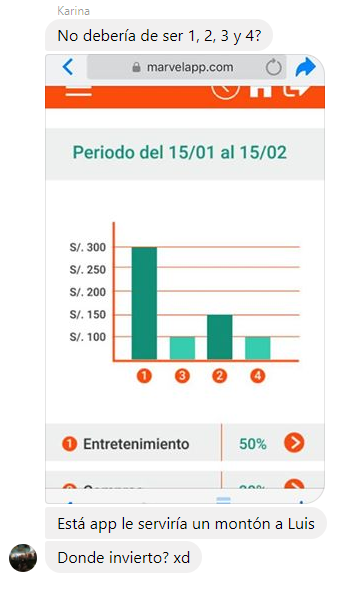 Karina
No debería de ser 1, 2, 3 y 4?
marvelapp.com
Periodo del 15/01 al 15/02
S/. 300
S/. 250
S/. 200
S/. 150
S/. 100
1 3 2 4
1 Entretenimiento 50%
Está app le serviría un montón a Luis
Donde invierto? xd